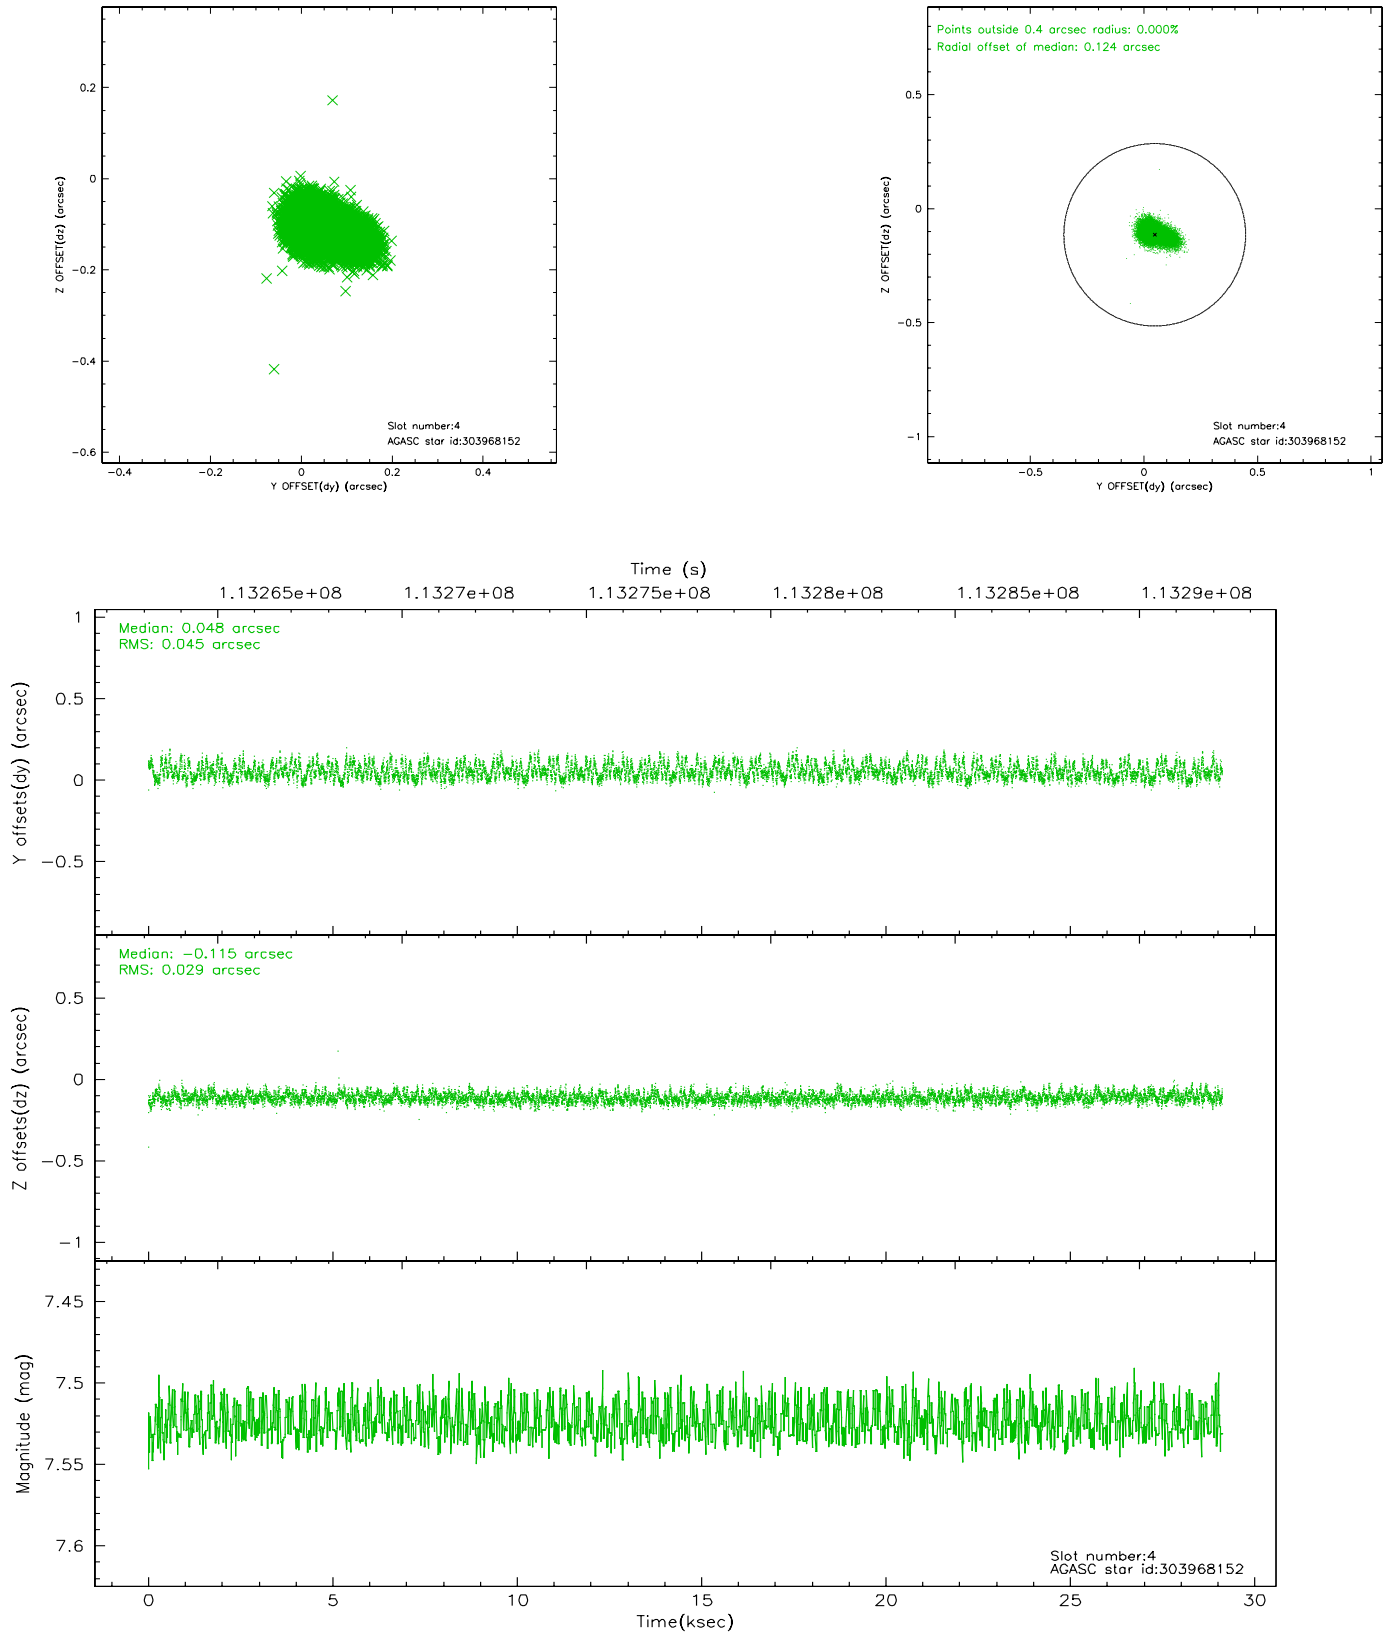 0.2
0
−0.2
−0.4
−0.6
Z OFFSET(dz) (arcsec)
Slot number:4
AGASC star id:303968152
−0.4 −0.2 0 0.2 0.4
Y OFFSET(dy) (arcsec)
Points outside 0.4 arcsec radius: 0.000%
Radial offset of median: 0.124 arcsec
0.5
0
−0.5
−1
Z OFFSET(dz) (arcsec)
Slot number:4
AGASC star id:303968152
−0.5 0 0.5 1
Y OFFSET(dy) (arcsec)
Time (s)
1.13265e+08 1.1327e+08 1.13275e+08 1.1328e+08 1.13285e+08 1.1329e+08
Median: 0.048 arcsec
RMS: 0.045 arcsec
1
0.5
0
−0.5
Y offsets(dy) (arcsec)
Median: −0.115 arcsec
RMS: 0.029 arcsec
0.5
0
−0.5
−1
Z offsets(dz) (arcsec)
7.45
7.5
7.55
7.6
Magnitude (mag)
Slot number:4
AGASC star id:303968152
0 5 10 15 20 25 30
Time(ksec)